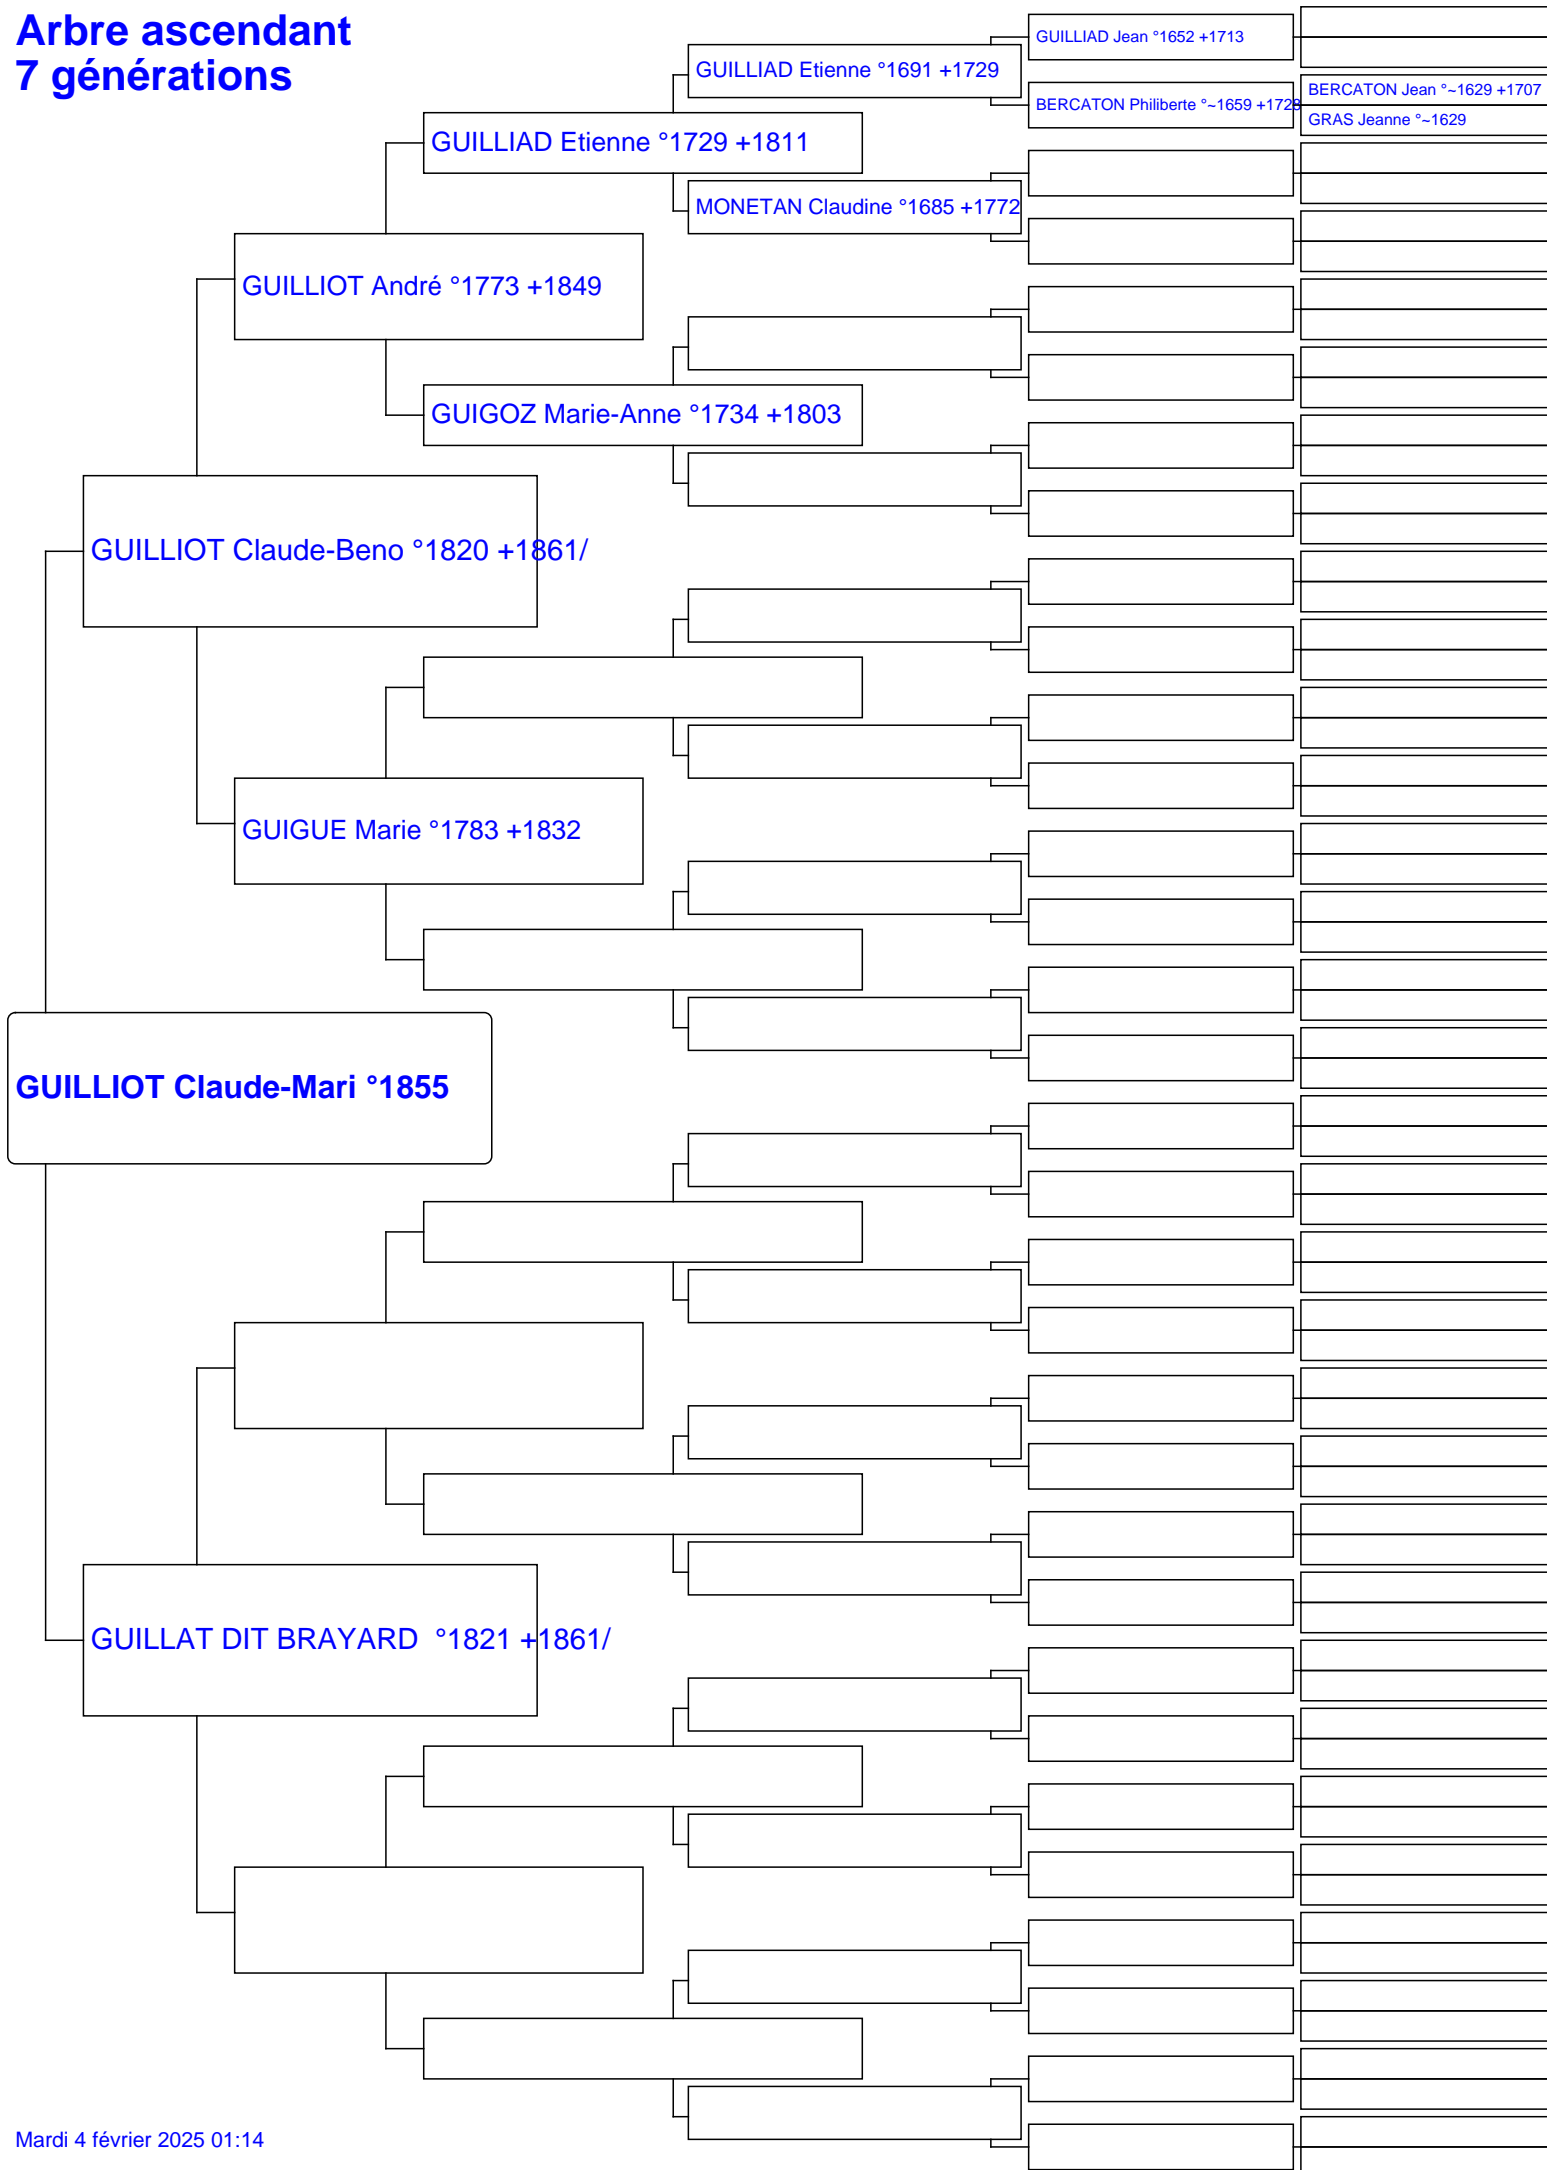 Arbre ascendant
7 générations
GUILLIAD Jean °1652 +1713
GUILLIAD Etienne °1691 +1729
BERCATON Jean °~1629 +1707
BERCATON Philiberte °~1659 +1728
GRAS Jeanne °~1629
GUILLIAD Etienne °1729 +1811
MONETAN Claudine °1685 +1772
GUILLIOT André °1773 +1849
GUIGOZ Marie-Anne °1734 +1803
GUILLIOT Claude-Beno °1820 +1861/
GUIGUE Marie °1783 +1832
GUILLIOT Claude-Mari °1855
GUILLAT DIT BRAYARD °1821 +1861/
Mardi 4 février 2025 01:14